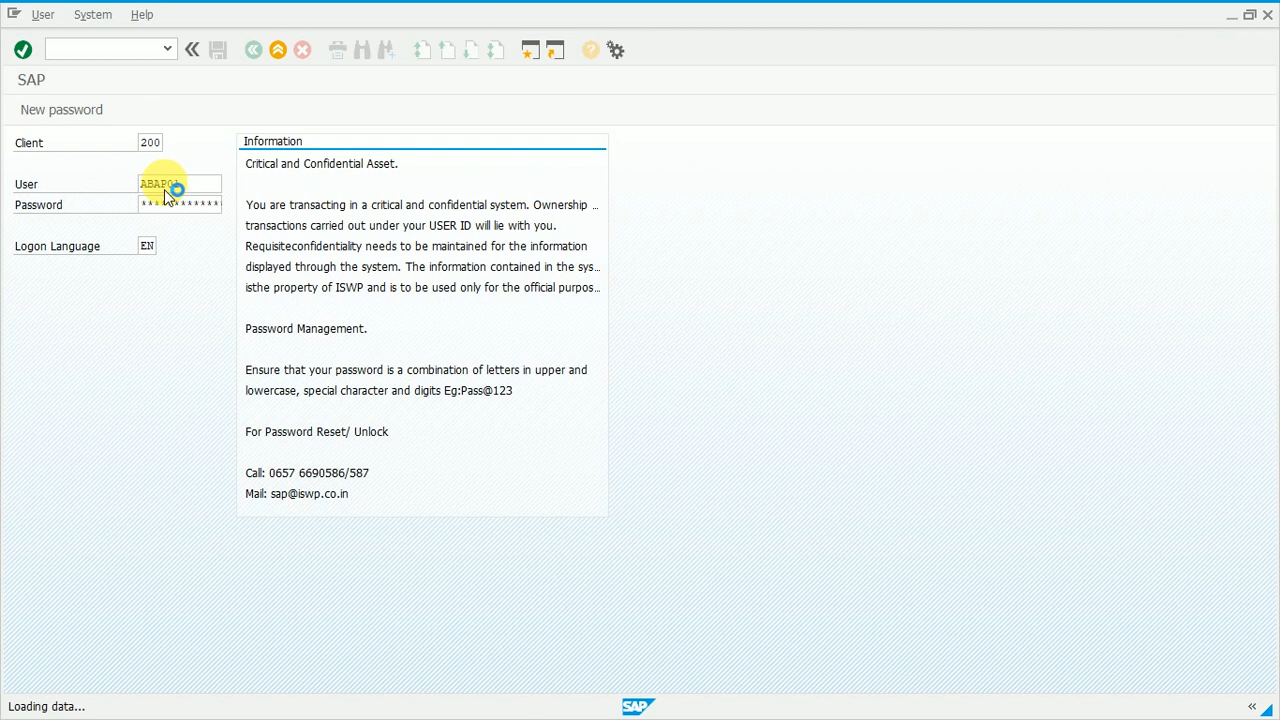 User System Help
SAP
New password
Client 200
User ABAP01
Password *************
Logon Language EN
Information
Critical and Confidential Asset.
You are transacting in a critical and confidential system. Ownership ...
transactions carried out under your USER ID will lie with you.
Requisiteconfidentiality needs to be maintained for the information
displayed through the system. The information contained in the sys...
isthe property of ISWP and is to be used only for the official purpos...
Password Management.
Ensure that your password is a combination of letters in upper and
lowercase, special character and digits Eg:Pass@123
For Password Reset/ Unlock
Call: 0657 6690586/587
Mail: sap@iswp.co.in
Loading data...
SAP